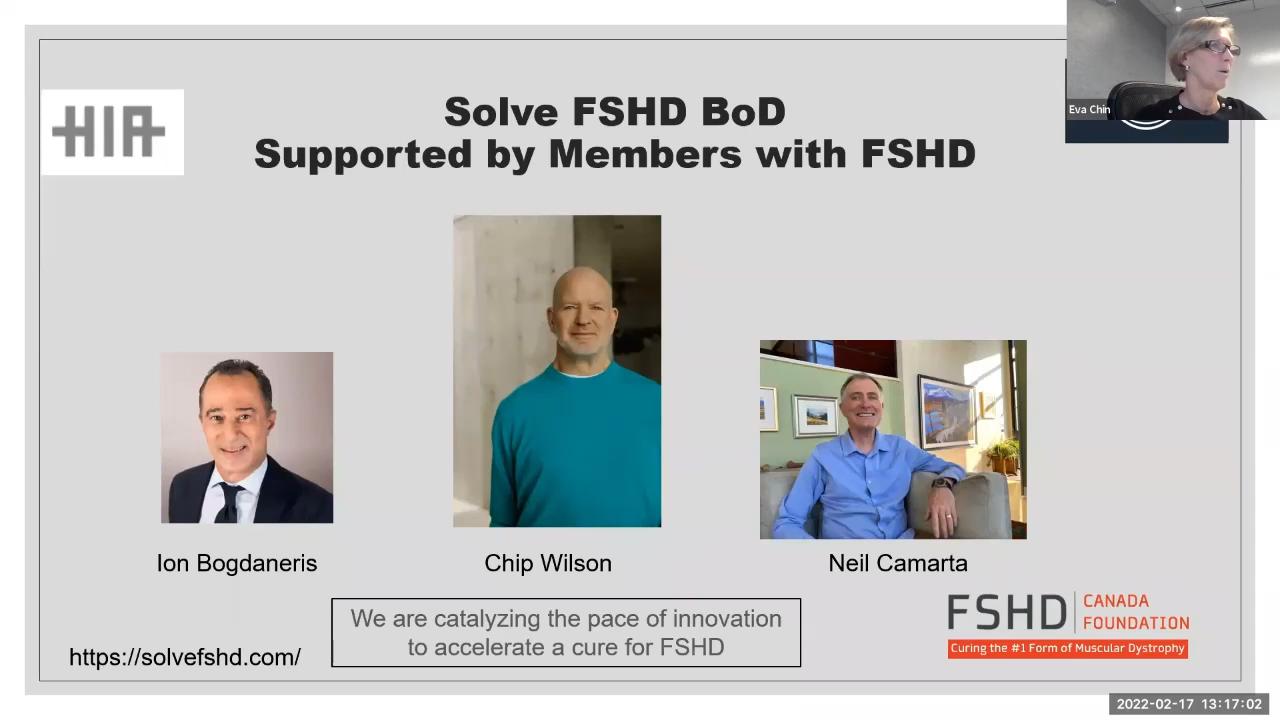 HIA
Solve FSHD BoD
Supported by Members with FSHD
Eva Chin
Ion Bogdaneris
Chip Wilson
Neil Camarta
We are catalyzing the pace of innovation
to accelerate a cure for FSHD
https://solvefshd.com/
FSHD
CANADA
FOUNDATION
Curing the #1 Form of Muscular Dystrophy
2022-02-17 13:17:02